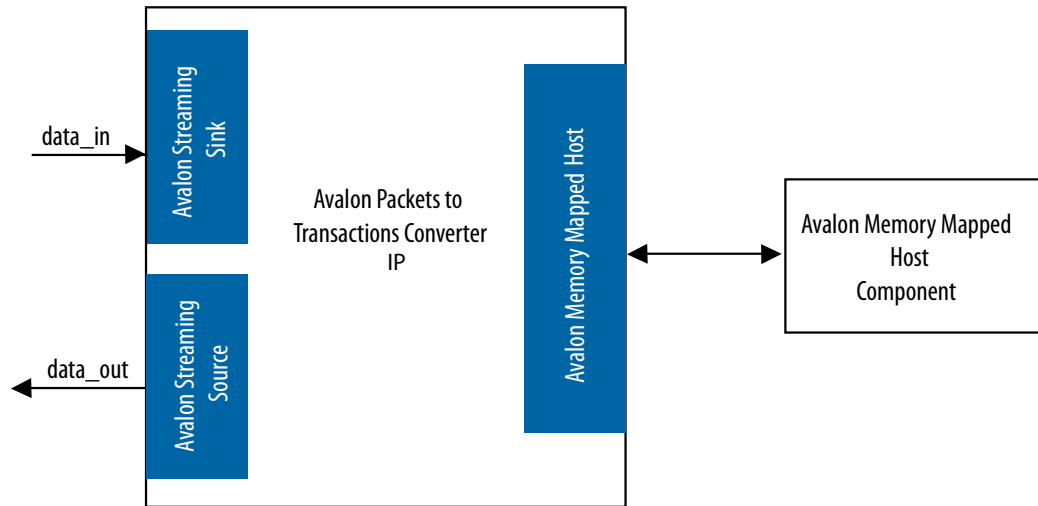 data_in
Avalon Streaming
Sink
data_out
Avalon Streaming
Source
Avalon Packets to
Transactions Converter
IP
Avalon Memory Mapped Host
Avalon Memory Mapped
Host
Component